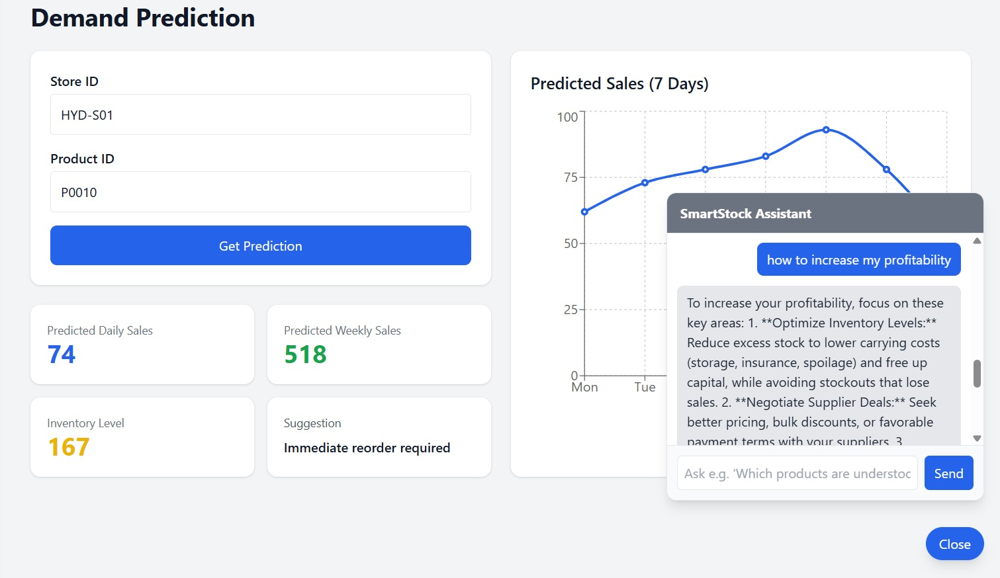 Demand Prediction
Store ID
HYD-S01
Product ID
P0010
Get Prediction
Predicted Daily Sales
74
Predicted Weekly Sales
518
Inventory Level
167
Suggestion
Immediate reorder required
Predicted Sales (7 Days)
100
75
50
25
0
Mon
Tue
SmartStock Assistant
how to increase my profitability
To increase your profitability, focus on these
key areas: 1. **Optimize Inventory Levels:**
Reduce excess stock to lower carrying costs
(storage, insurance, spoilage) and free up
capital, while avoiding stockouts that lose
sales. 2. **Negotiate Supplier Deals:** Seek
better pricing, bulk discounts, or favorable
payment terms with your suppliers. 3
Ask e.g. 'Which products are understoc
Send
Close